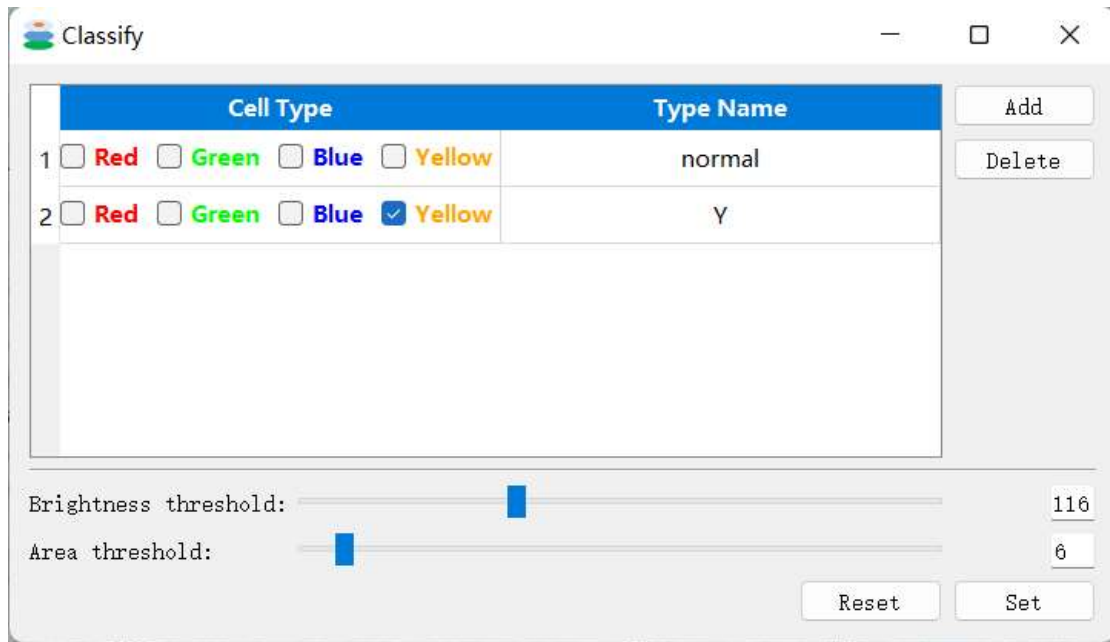 Classify
Cell Type Type Name Add
1 Red Green Blue Yellow normal Delete
2 Red Green Blue Yellow Y
Brightness threshold: 116
Area threshold: 6
Reset Set